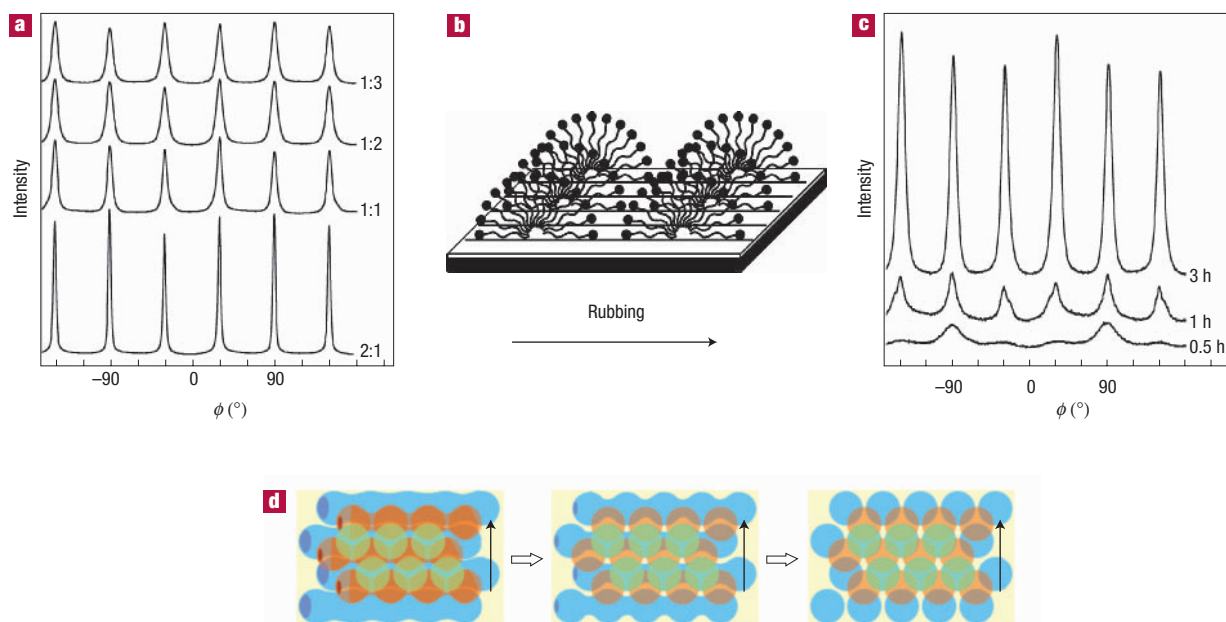 a
Intensity
1:3
1:2
1:1
2:1
–90 0 90
ϕ (°)
b
Rubbing
c
Intensity
3 h
1 h
0.5 h
–90 0 90
ϕ (°)
d